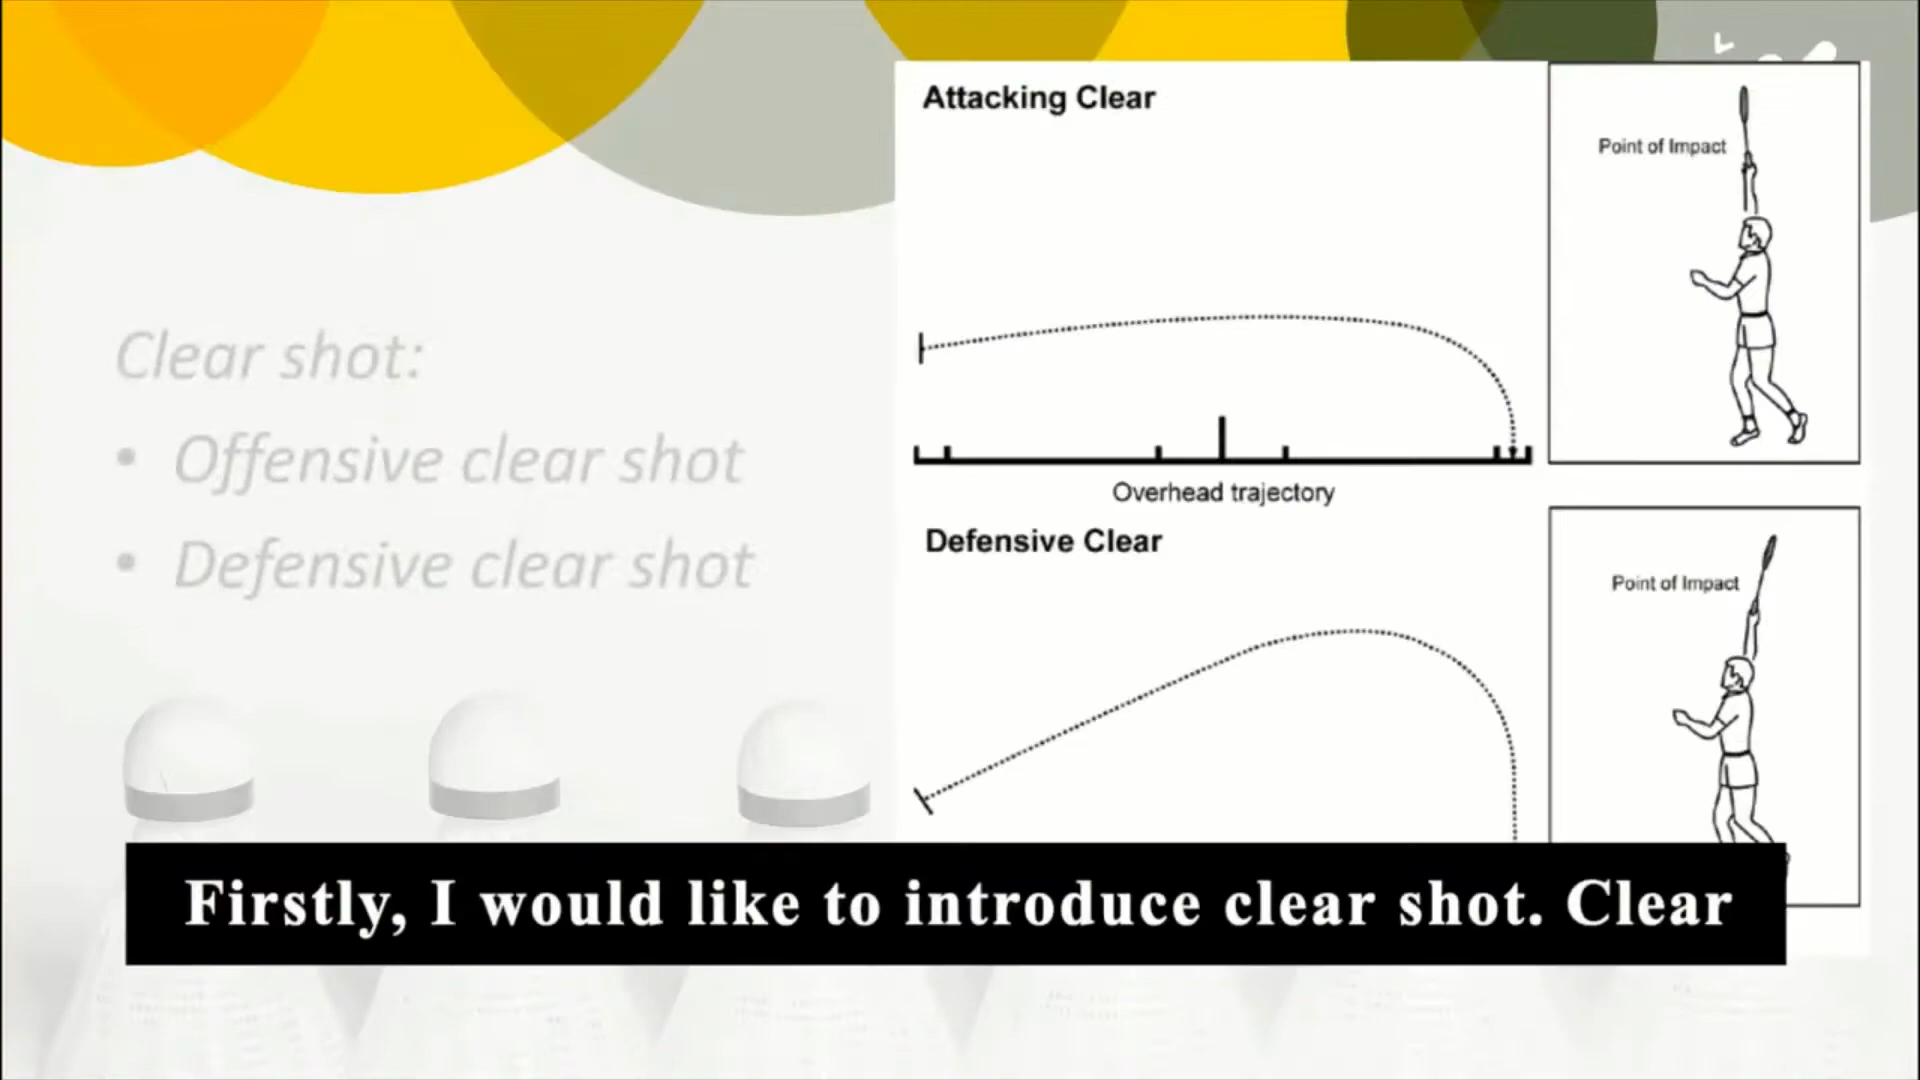 Clear shot:
• Offensive clear shot
• Defensive clear shot
Attacking Clear
Point of Impact
Overhead trajectory
Defensive Clear
Point of Impact
Firstly, I would like to introduce clear shot. Clear